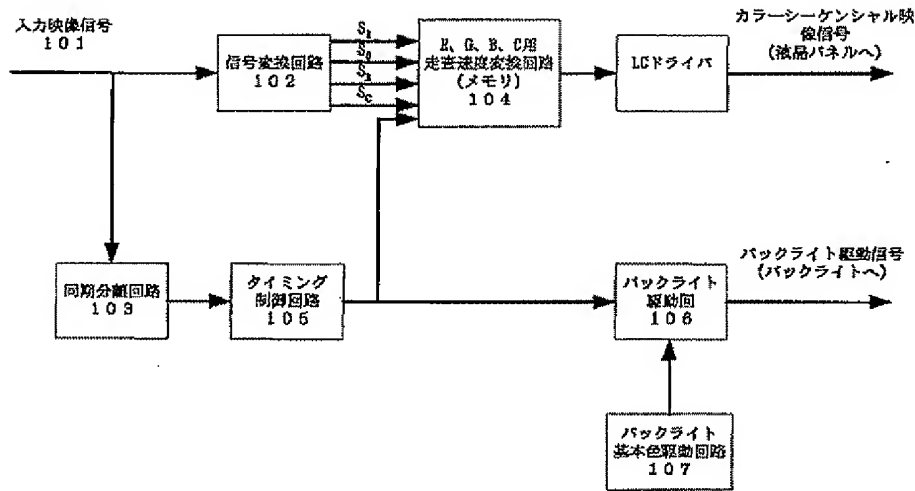 入力映像信号
101
信号変換回路
102
S_R
S_G
S_B
S_C
R、G、B、C用
走査速度変換回路
(メモリ)
104
LCドライバ
カラーシーケンシャル映
像信号
(液晶パネルへ)
同期分離回路
103
タイミング
制御回路
105
バックライト
駆動回
106
バックライト駆動信号
(バックライトへ)
バックライト
基本色駆動回路
107